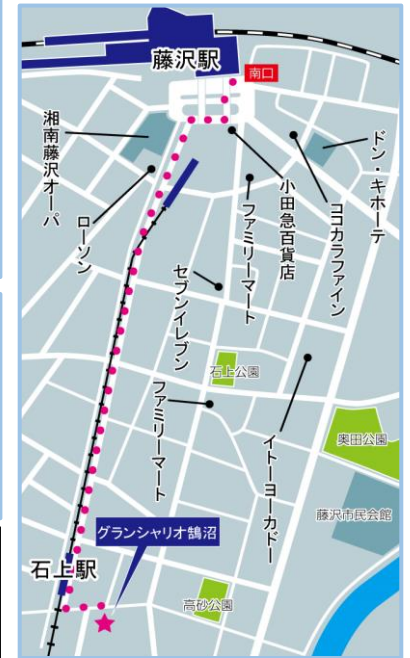 藤沢駅
南口
湘南藤沢オーパ
ローソン
ドン・キホーテ
ココカラファイン
小田急百貨店
ファミリーマート
セブンイレブン
石上公園
ファミリーマート
イトーヨーカドー
奥田公園
藤沢市民会館
グランシャリオ鵠沼
石上駅
高砂公園